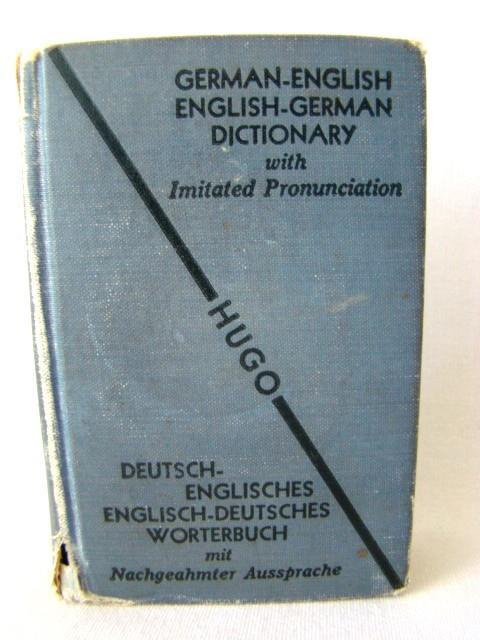 GERMAN-ENGLISH
ENGLISH-GERMAN
DICTIONARY
with
Imitated Pronunciation
HUGO
DEUTSCH-
ENGLISCHES
ENGLISCH-DEUTSCHES
WORTERBUCH
mit
Nachgeahmter Aussprache